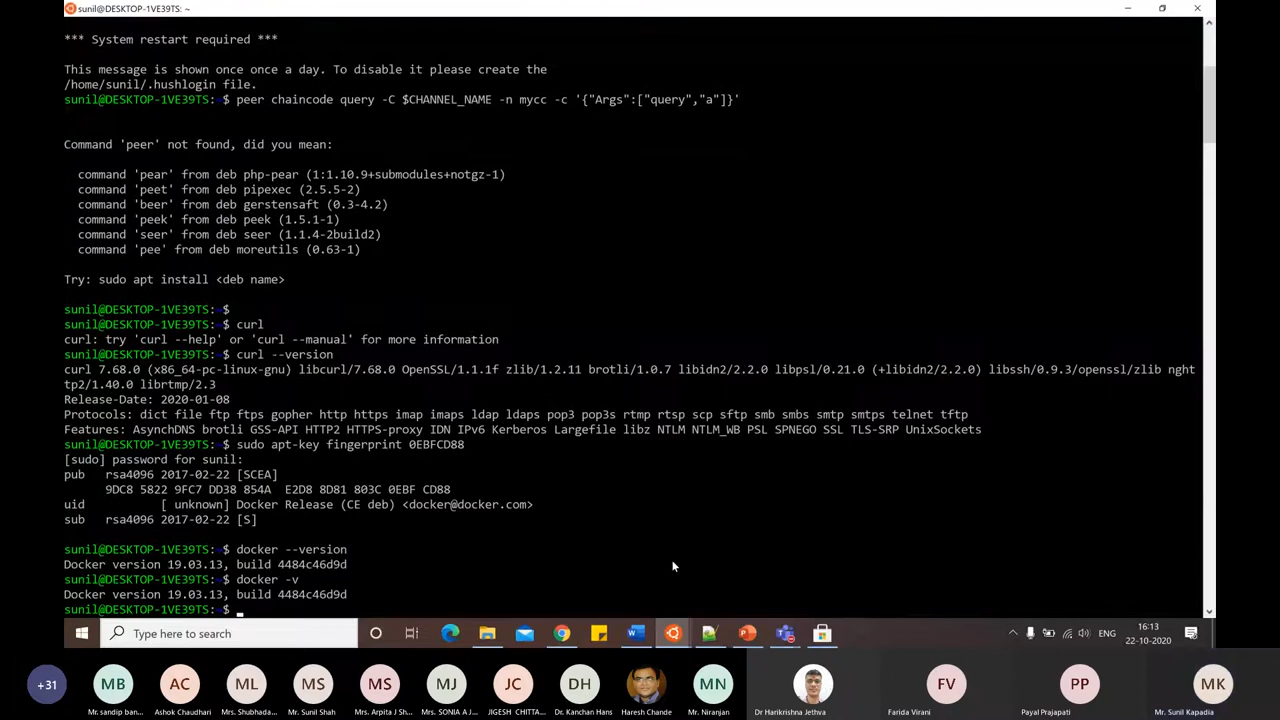 sunil@DESKTOP-1VE39TS: ~
*** System restart required ***
This message is shown once once a day. To disable it please create the
/home/sunil/.hushlogin file.
sunil@DESKTOP-1VE39TS:~$ peer chaincode query -C $CHANNEL_NAME -n mycc -c '{"Args":["query","a"]}'
Command 'peer' not found, did you mean:
command 'pear' from deb php-pear (1:1.10.9+submodules+notgz-1)
command 'peet' from deb pipexec (2.5.5-2)
command 'beer' from deb gerstensaft (0.3-4.2)
command 'peek' from deb peek (1.5.1-1)
command 'seer' from deb seer (1.1.4-2build2)
command 'pee' from deb moreutils (0.63-1)
Try: sudo apt install <deb name>
sunil@DESKTOP-1VE39TS:~$
sunil@DESKTOP-1VE39TS:~$ curl
curl: try 'curl --help' or 'curl --manual' for more information
sunil@DESKTOP-1VE39TS:~$ curl --version
curl 7.68.0 (x86_64-pc-linux-gnu) libcurl/7.68.0 OpenSSL/1.1.1f zlib/1.2.11 brotli/1.0.7 libidn2/2.2.0 libpsl/0.21.0 (+libidn2/2.2.0) libssh/0.9.3/openssl/zlib nght
tp2/1.40.0 librtmp/2.3
Release-Date: 2020-01-08
Protocols: dict file ftp ftps gopher http https imap imaps ldap ldaps pop3 pop3s rtmp rtsp scp sftp smb smbs smtp smtps telnet tftp
Features: AsynchDNS brotli GSS-API HTTP2 HTTPS-proxy IDN IPv6 Kerberos Largefile libz NTLM NTLM_WB PSL SPNEGO SSL TLS-SRP UnixSockets
sunil@DESKTOP-1VE39TS:~$ sudo apt-key fingerprint 0EBFCD88
[sudo] password for sunil:
pub rsa4096 2017-02-22 [SCEA]
9DC8 5822 9FC7 DD38 854A E2D8 8D81 803C 0EBF CD88
uid [ unknown] Docker Release (CE deb) <docker@docker.com>
sub rsa4096 2017-02-22 [S]
sunil@DESKTOP-1VE39TS:~$ docker --version
Docker version 19.03.13, build 4484c46d9d
sunil@DESKTOP-1VE39TS:~$ docker -v
Docker version 19.03.13, build 4484c46d9d
sunil@DESKTOP-1VE39TS:~$
Type here to search
ENG
16:13
22-10-2020
+31 MB AC ML MS MS MJ JC DH MN FV PP MK
Mr. sandip ban... Ashok Chaudhari Mrs. Shubhada... Mr. Sunil Shah Mrs. Arpita J Sh... Mrs. SONIA A J... JIGESH CHITTA... Dr. Kanchan Hans Haresh Chande Mr. Niranjan Dr Harikrishna Jethva Farida Virani Payal Prajapati Mr. Sunil Kapadia